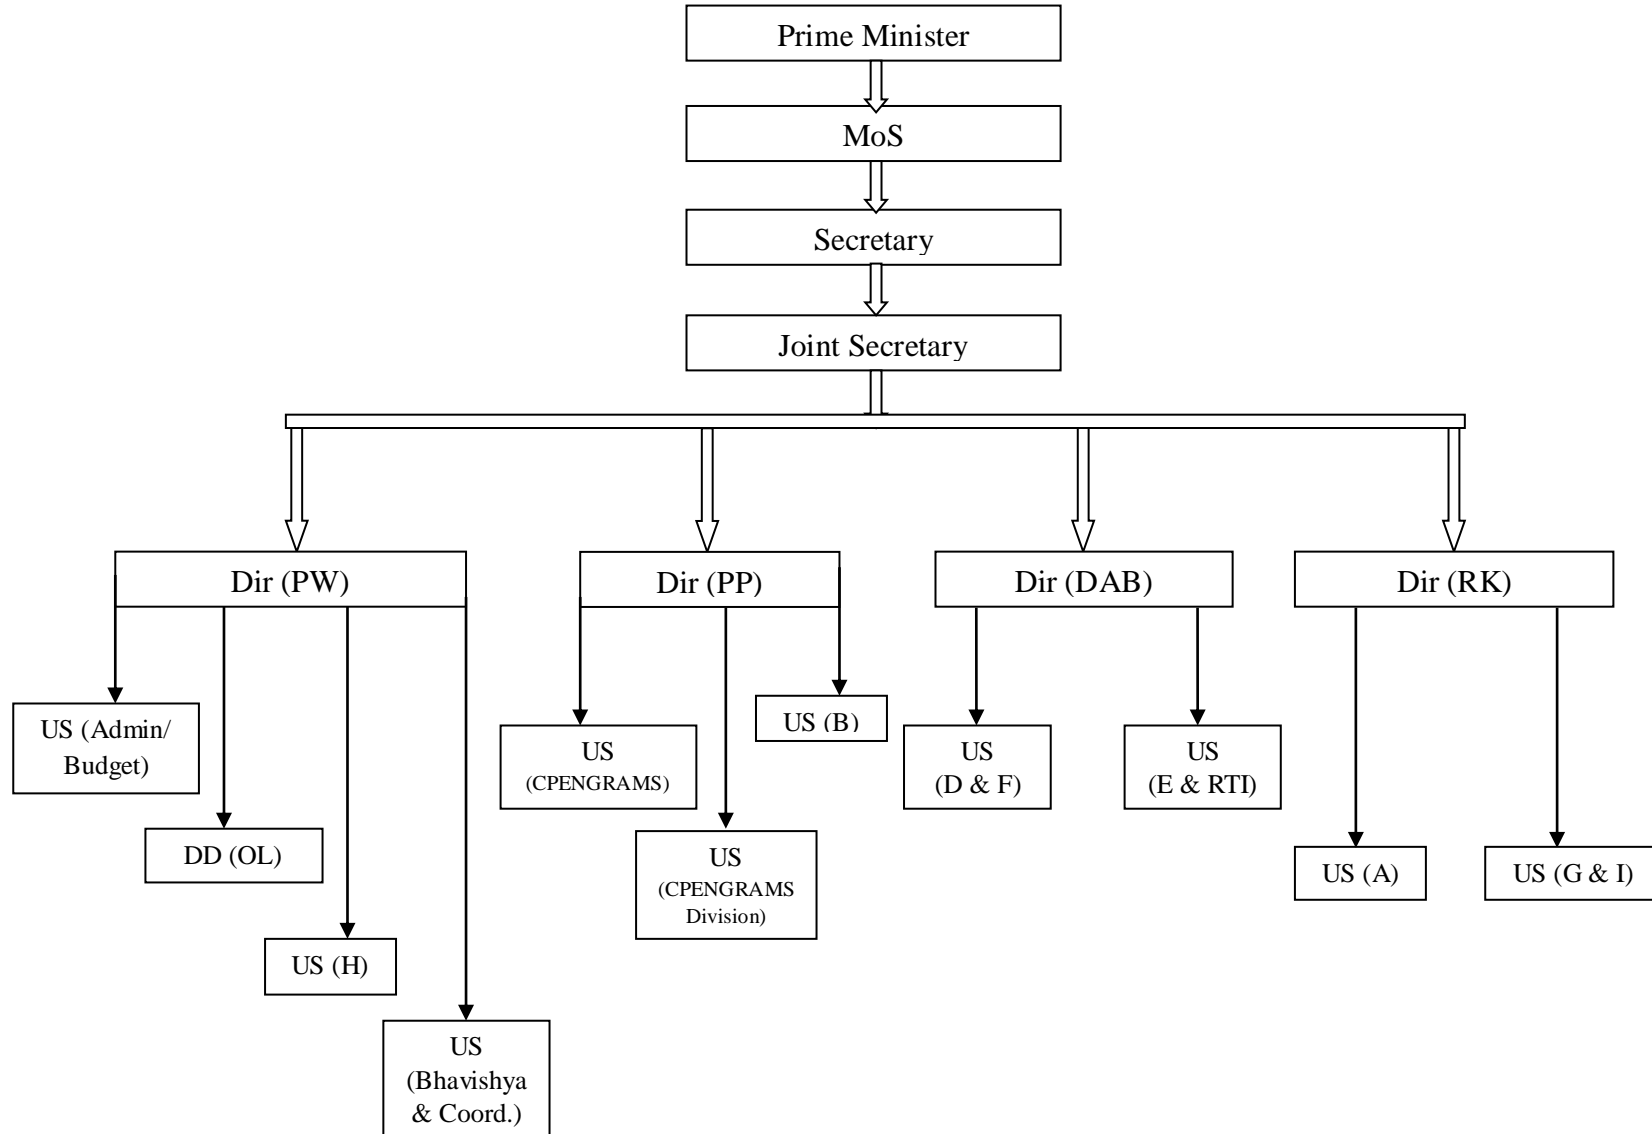 Prime Minister
MoS
Secretary
Joint Secretary
Dir (PW)
Dir (PP)
Dir (DAB)
Dir (RK)
US (Admin/
Budget)
DD (OL)
US (H)
US
(Bhavishya
& Coord.)
US
(CPENGRAMS)
US
(CPENGRAMS
Division)
US (B)
US
(D & F)
US
(E & RTI)
US (A)
US (G & I)